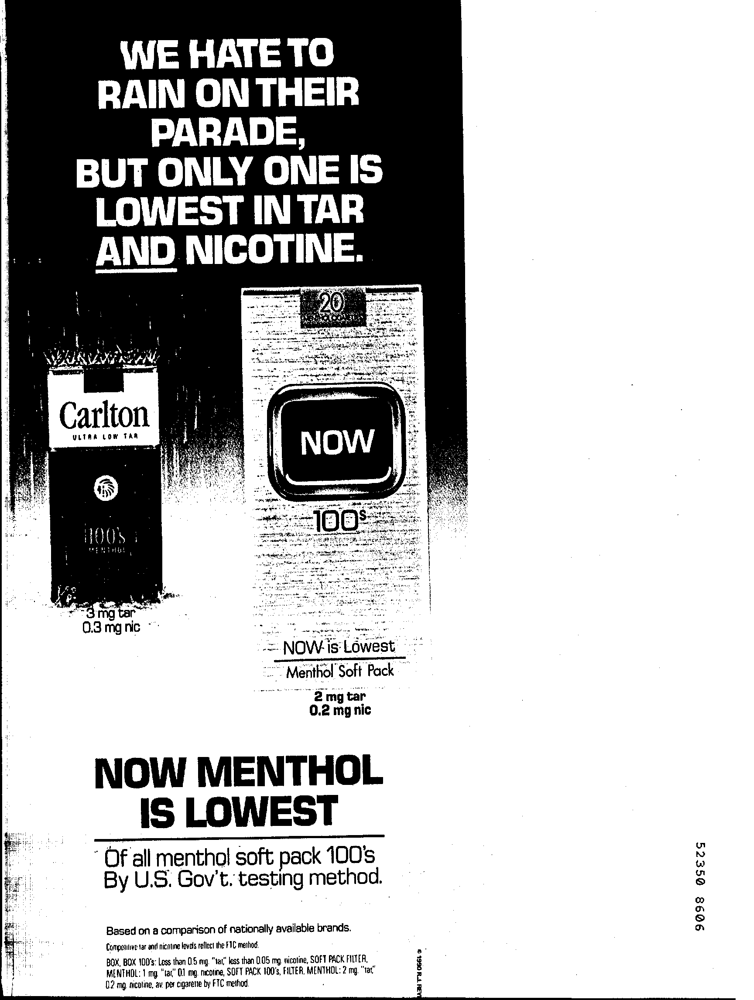 WE HATE TO
RAIN ON THEIR
PARADE,
BUT ONLY ONE IS
LOWEST IN TAR
AND NICOTINE.
20
Carlton
ULTRA LOW TAR
100's
MENTHOL
3 mg tar
0.3 mg nic
NOW
100s
NOW is Lowest
Menthol Soft Pack
2 mg tar
0.2 mg nic
NOW MENTHOL
IS LOWEST
Of all menthol soft pack 100's
By U.S. Gov't. testing method.
Based on a comparison of nationally available brands.
Competitive tar and nicotine levels reflect the FTC method.
BOX, BOX 100's: Less than 0.5 mg. "tar," less than 0.05 mg. nicotine, SOFT PACK FILTER,
MENTHOL: 1 mg. "tar," 0.1 mg. nicotine, SOFT PACK 100's, FILTER, MENTHOL: 2 mg. "tar,"
0.2 mg. nicotine, av. per cigarette by FTC method.
© 1990 R.J.
52350 8606